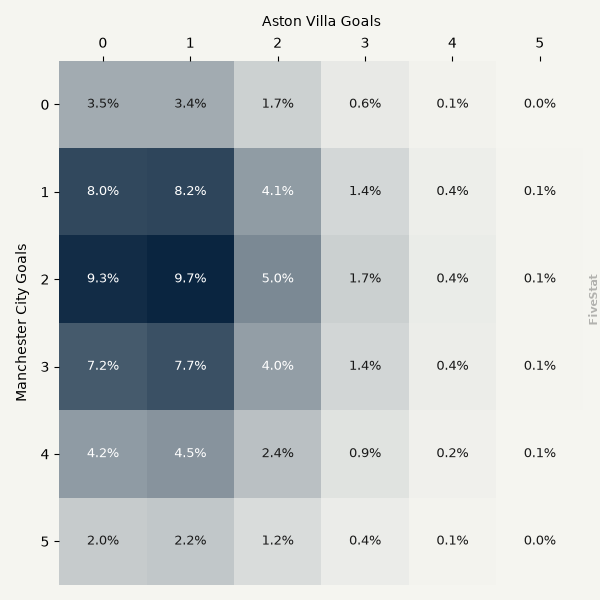 Aston Villa Goals
0 1 2 3 4 5
0 3.5% 3.4% 1.7% 0.6% 0.1% 0.0%
1 8.0% 8.2% 4.1% 1.4% 0.4% 0.1%
2 9.3% 9.7% 5.0% 1.7% 0.4% 0.1%
3 7.2% 7.7% 4.0% 1.4% 0.4% 0.1%
4 4.2% 4.5% 2.4% 0.9% 0.2% 0.1%
5 2.0% 2.2% 1.2% 0.4% 0.1% 0.0%
Manchester City Goals
FiveStat